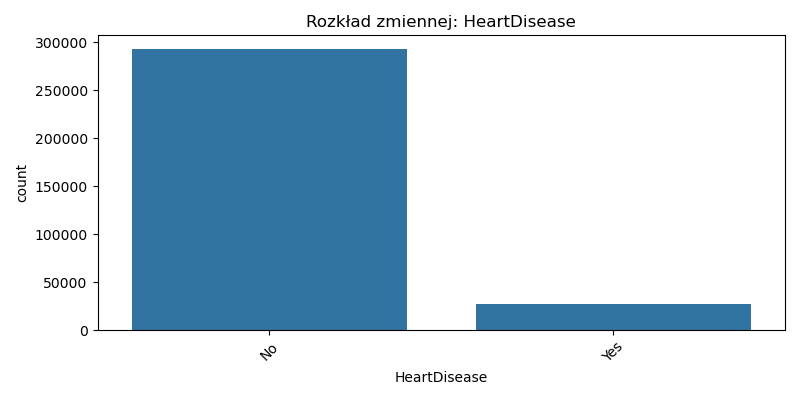 Rozkład zmiennej: HeartDisease
300000
250000
200000
150000
100000
50000
0
count
No
Yes
HeartDisease